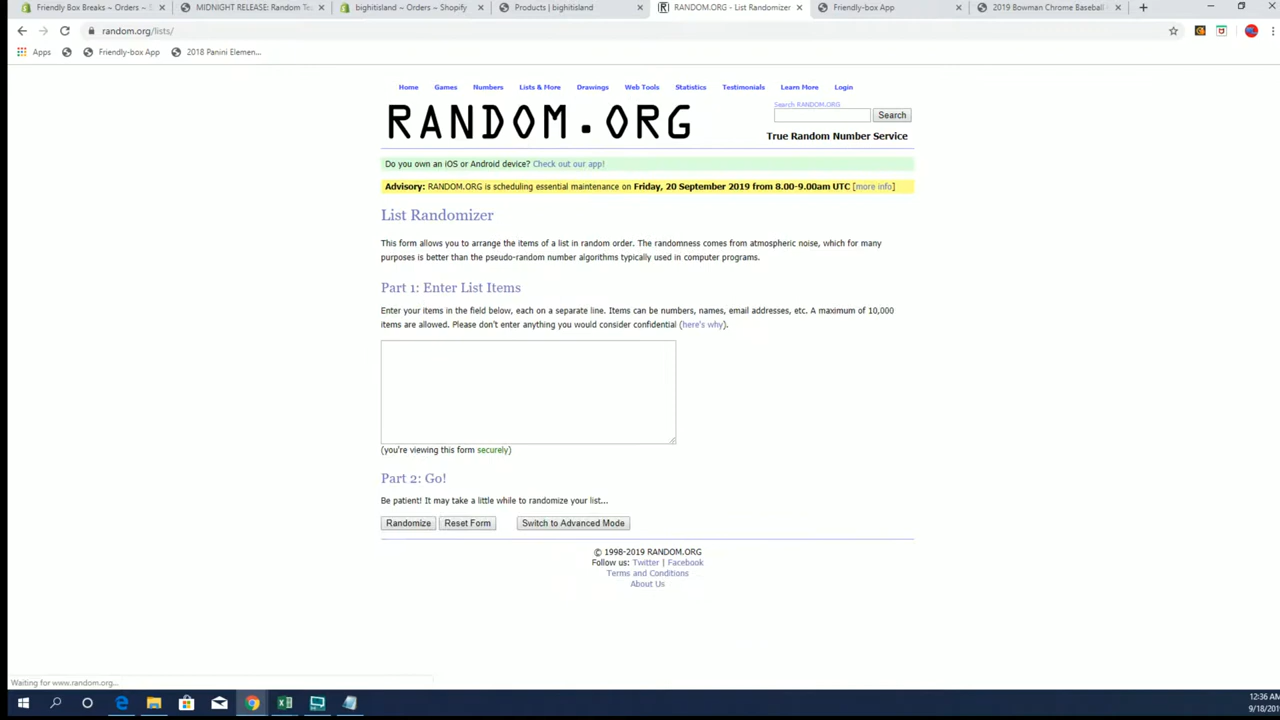 Friendly Box Breaks ~ Orders ~ S
MIDNIGHT RELEASE: Random Te
bighitisland ~ Orders ~ Shopify
Products | bighitisland
RANDOM.ORG - List Randomizer
Friendly-box App
2019 Bowman Chrome Baseball
random.org/lists/
Apps
Friendly-box App
2018 Panini Elemen...
Home
Games
Numbers
Lists & More
Drawings
Web Tools
Statistics
Testimonials
Learn More
Login
RANDOM.ORG
Search RANDOM.ORG
Search
True Random Number Service
Do you own an iOS or Android device? Check out our app!
Advisory: RANDOM.ORG is scheduling essential maintenance on Friday, 20 September 2019 from 8.00-9.00am UTC [more info]
List Randomizer
This form allows you to arrange the items of a list in random order. The randomness comes from atmospheric noise, which for many
purposes is better than the pseudo-random number algorithms typically used in computer programs.
Part 1: Enter List Items
Enter your items in the field below, each on a separate line. Items can be numbers, names, email addresses, etc. A maximum of 10,000
items are allowed. Please don't enter anything you would consider confidential (here's why).
(you're viewing this form securely)
Part 2: Go!
Be patient! It may take a little while to randomize your list...
Randomize
Reset Form
Switch to Advanced Mode
© 1998-2019 RANDOM.ORG
Follow us: Twitter | Facebook
Terms and Conditions
About Us
Waiting for www.random.org...
12:36 AM
9/18/201